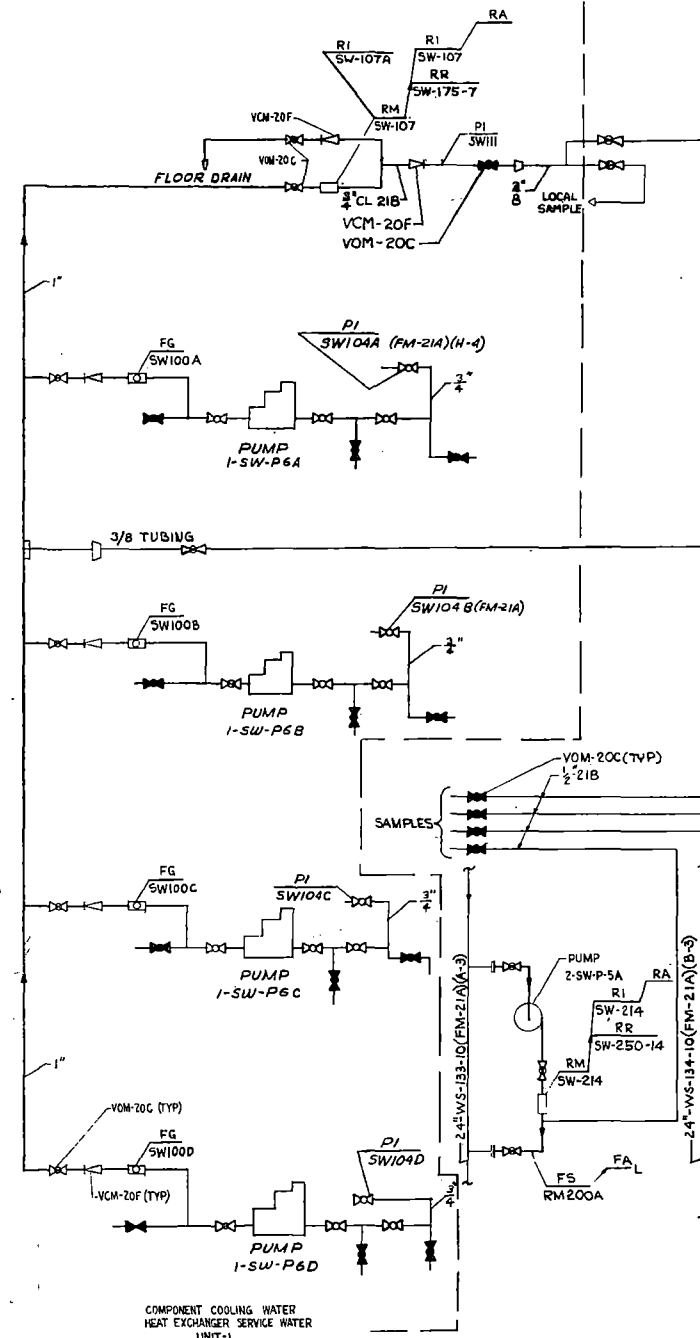 RA
RI
SW-107A
RI
SW-107
RR
SW-175-7
RM
SW-107
VCM-20F
VOM-20C
FLOOR DRAIN
PI
SW111
3/4" CL 21B
VCM-20F
VOM-20C
LOCAL
SAMPLE
1"
FG
SW100A
PI
SW104A (FM-21A)(H-4)
3/4"
PUMP
1-SW-P6A
3/8 TUBING
FG
SW100B
PI
SW104B (FM-21A)
3/4"
PUMP
1-SW-P6B
VOM-20C (TYP)
1/2" 21B
SAMPLES
FG
SW100C
PI
SW104C
3/4"
PUMP
1-SW-P6C
24"-WS-133-10 (FM-21A)(A-3)
PUMP
2-SW-P-5A
RA
RI
SW-214
RR
SW-250-14
RM
SW-214
24"-WS-134-10 (FM-21A)(B-3)
1"
VOM-20C (TYP)
FG
SW100D
VCM-20F (TYP)
PI
SW104D
3/4"
FS
RM200A
FA L
PUMP
1-SW-P6D
COMPONENT COOLING WATER
HEAT EXCHANGER SERVICE WATER
UNIT-1